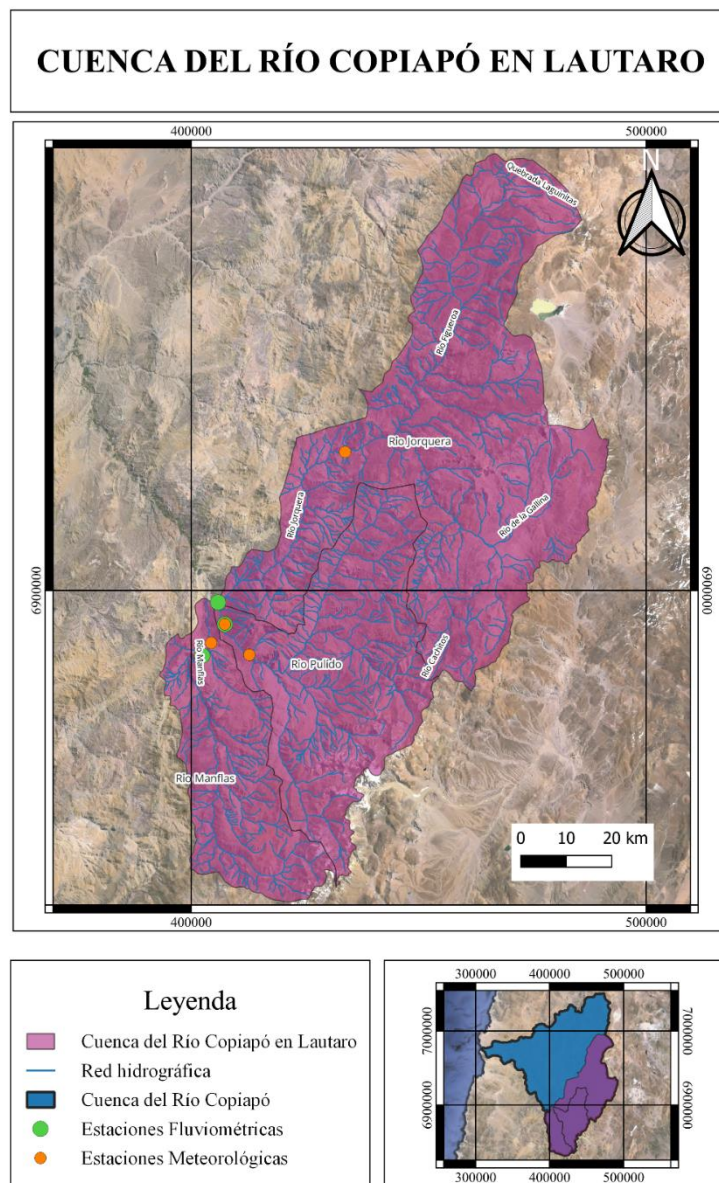 CUENCA DEL RÍO COPIAPÓ EN LAUTARO
400000
500000
N
Quebrada Laguinitas
Río Figueroa
Río Jorquera
Río Jorquera
Río de la Gallina
6900000
6900000
Río Manflas
Río Pulido
Río Cachitos
Río Manflas
0 10 20 km
400000
500000
Leyenda
Cuenca del Río Copiapó en Lautaro
Red hidrográfica
Cuenca del Río Copiapó
Estaciones Fluviométricas
Estaciones Meteorológicas
300000
400000
500000
7000000
7000000
6900000
6900000
300000
400000
500000